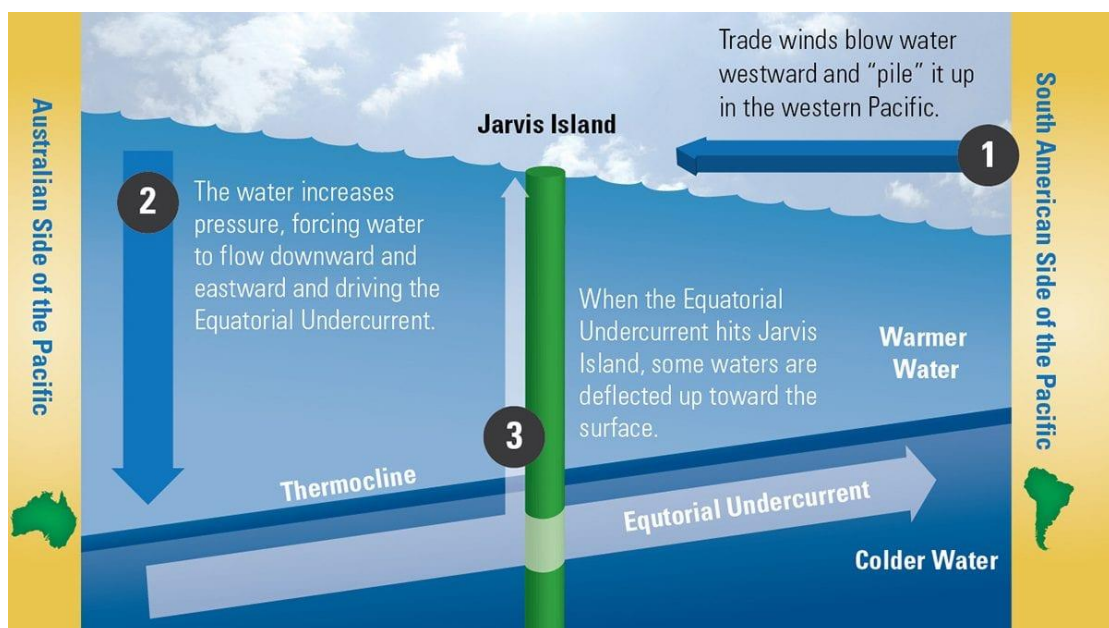 Australian Side of the Pacific
Jarvis Island
Trade winds blow water
westward and “pile” it up
in the western Pacific.
1
South American Side of the Pacific
2
The water increases
pressure, forcing water
to flow downward and
eastward and driving the
Equatorial Undercurrent.
When the Equatorial
Undercurrent hits Jarvis
Island, some waters are
deflected up toward the
surface.
3
Warmer
Water
Thermocline
Equtorial Undercurrent
Colder Water